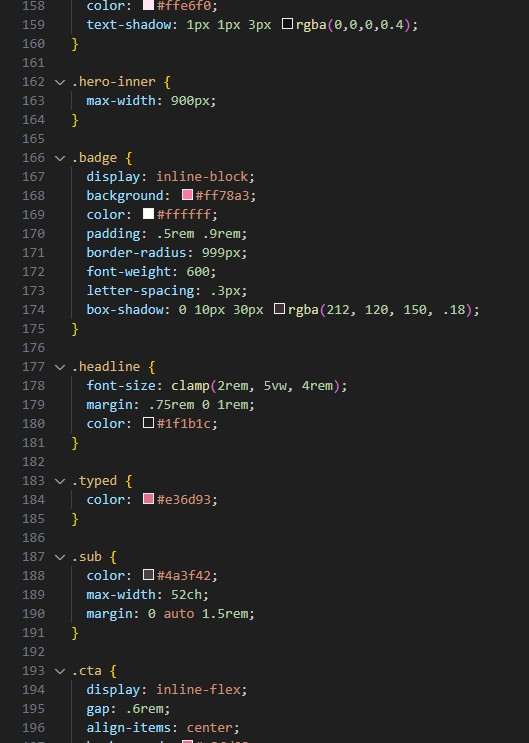 158 color: #ffe6f0;
159 text-shadow: 1px 1px 3px rgba(0,0,0,0.4);
160 }
161
162 .hero-inner {
163 max-width: 900px;
164 }
165
166 .badge {
167 display: inline-block;
168 background: #ff78a3;
169 color: #ffffff;
170 padding: .5rem .9rem;
171 border-radius: 999px;
172 font-weight: 600;
173 letter-spacing: .3px;
174 box-shadow: 0 10px 30px rgba(212, 120, 150, .18);
175 }
176
177 .headline {
178 font-size: clamp(2rem, 5vw, 4rem);
179 margin: .75rem 0 1rem;
180 color: #1f1b1c;
181 }
182
183 .typed {
184 color: #e36d93;
185 }
186
187 .sub {
188 color: #4a3f42;
189 max-width: 52ch;
190 margin: 0 auto 1.5rem;
191 }
192
193 .cta {
194 display: inline-flex;
195 gap: .6rem;
196 align-items: center;